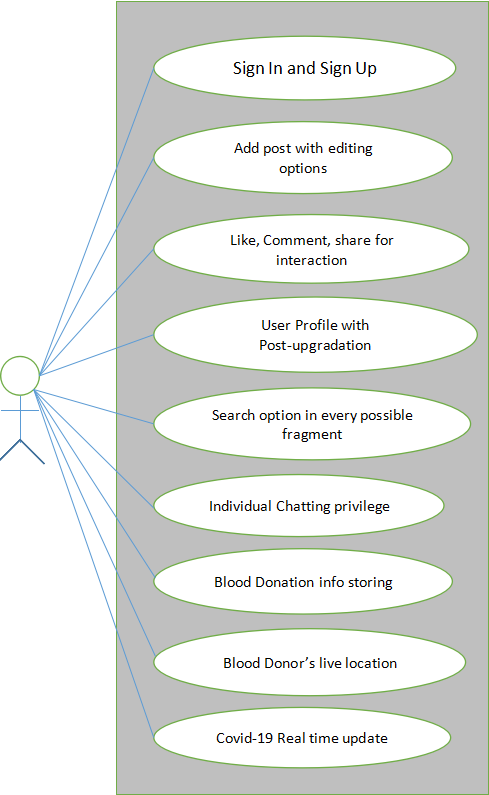 Sign In and Sign Up
Add post with editing
options
Like, Comment, share for
interaction
User Profile with
Post-upgradation
Search option in every possible
fragment
Individual Chatting privilege
Blood Donation info storing
Blood Donor’s live location
Covid-19 Real time update